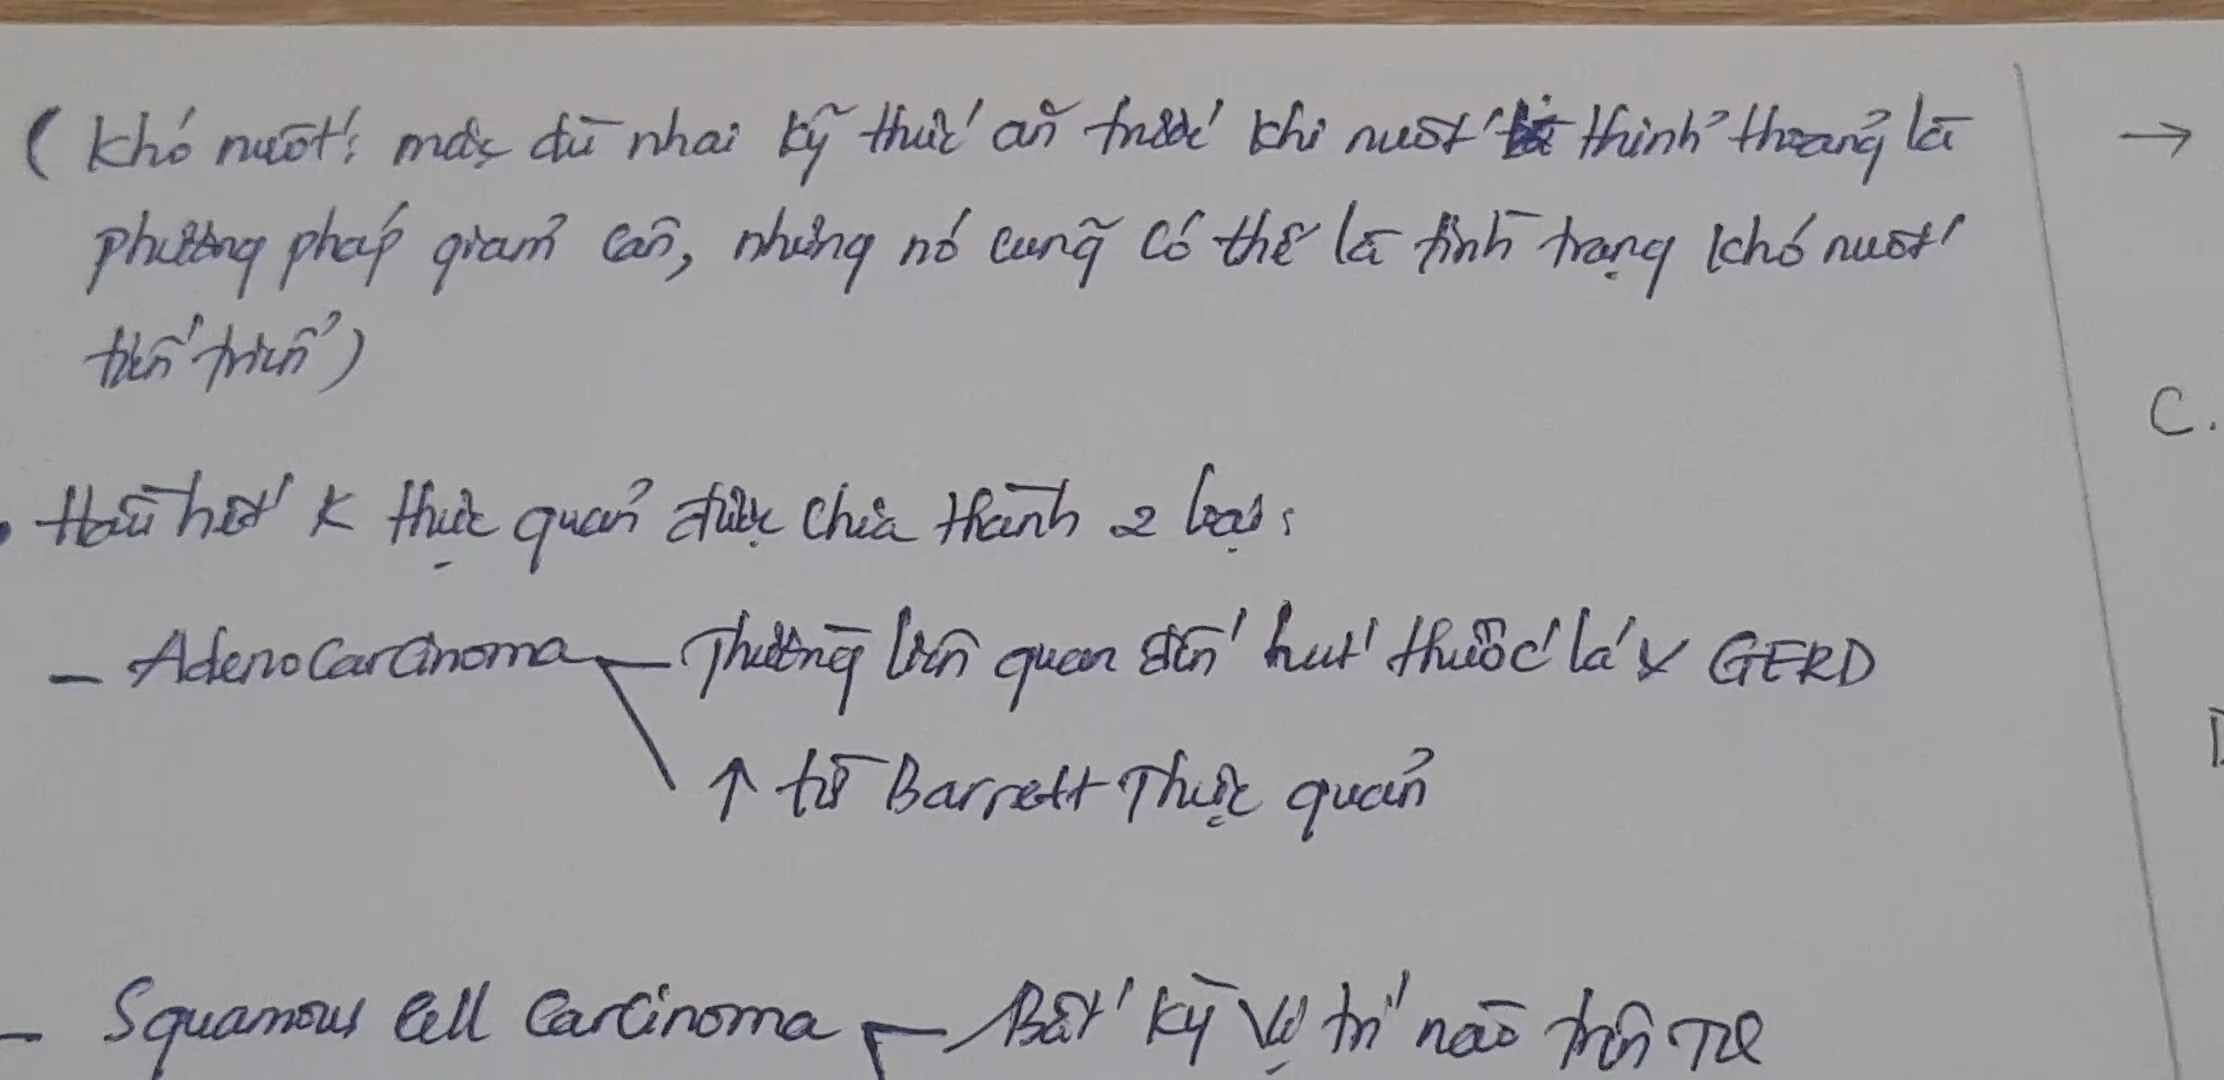 (khó nuốt: mặc dù nhai kỹ thức ăn trước khi nuốt thỉnh thoảng là
phương pháp giảm cân, nhưng nó cũng có thể là tình trạng khó nuốt
tiến triển)
• Hầu hết K thực quản được chia thành 2 loại:
- Adenocarcinoma — Thường liên quan đến hút thuốc lá & GERD
↑ từ Barrett Thực quản
- Squamous Cell Carcinoma — Bất kỳ vị trí nào trên TQ
→
C.